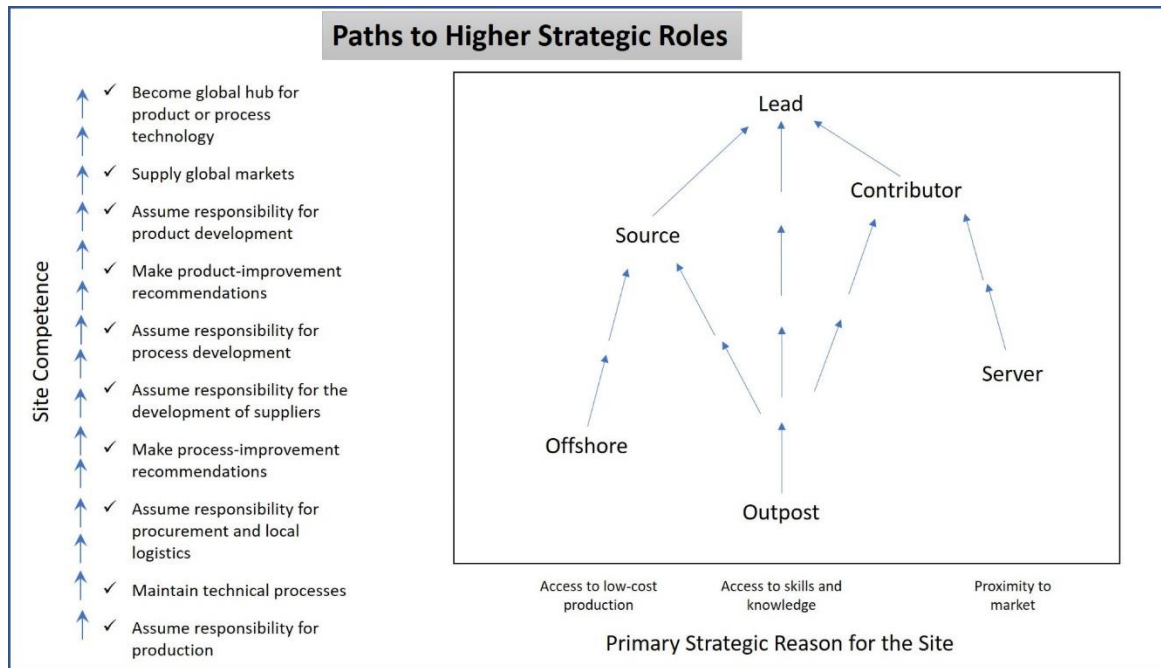 Paths to Higher Strategic Roles
Site Competence
✓ Become global hub for
product or process
technology
✓ Supply global markets
✓ Assume responsibility for
product development
✓ Make product-improvement
recommendations
✓ Assume responsibility for
process development
✓ Assume responsibility for the
development of suppliers
✓ Make process-improvement
recommendations
✓ Assume responsibility for
procurement and local
logistics
✓ Maintain technical processes
✓ Assume responsibility for
production
Lead
Contributor
Source
Server
Offshore
Outpost
Access to low-cost
production
Access to skills and
knowledge
Proximity to
market
Primary Strategic Reason for the Site